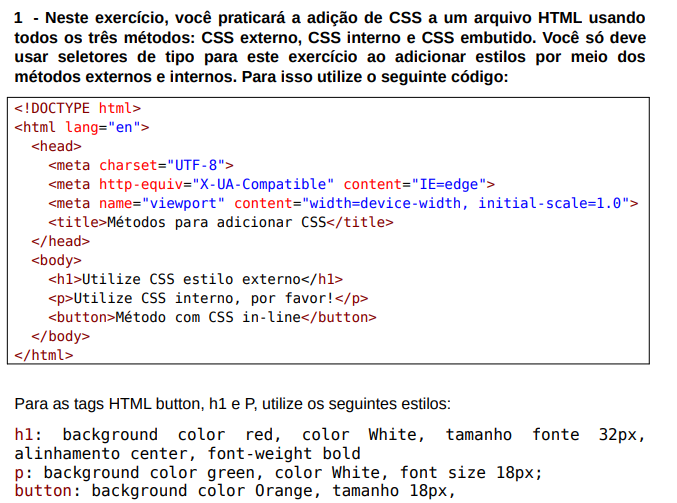 1 - Neste exercício, você praticará a adição de CSS a um arquivo HTML usando
todos os três métodos: CSS externo, CSS interno e CSS embutido. Você só deve
usar seletores de tipo para este exercício ao adicionar estilos por meio dos
métodos externos e internos. Para isso utilize o seguinte código:
<!DOCTYPE html>
<html lang="en">
<head>
<meta charset="UTF-8">
<meta http-equiv="X-UA-Compatible" content="IE=edge">
<meta name="viewport" content="width=device-width, initial-scale=1.0">
<title>Métodos para adicionar CSS</title>
</head>
<body>
<h1>Utilize CSS estilo externo</h1>
<p>Utilize CSS interno, por favor!</p>
<button>Método com CSS in-line</button>
</body>
</html>
Para as tags HTML button, h1 e P, utilize os seguintes estilos:
h1: background color red, color White, tamanho fonte 32px,
alinhamento center, font-weight bold
p: background color green, color White, font size 18px;
button: background color Orange, tamanho 18px,